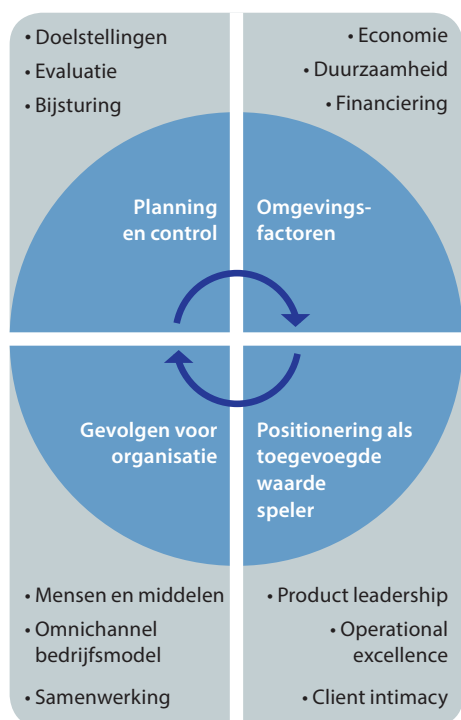 • Doelstellingen
• Evaluatie
• Bijsturing
• Economie
• Duurzaamheid
• Financiering
Planning
en control
Omgevings-
factoren
Gevolgen voor
organisatie
Positionering als
toegevoegde
waarde
speler
• Mensen en middelen
• Omnichannel
bedrijfsmodel
• Samenwerking
• Product leadership
• Operational
excellence
• Client intimacy